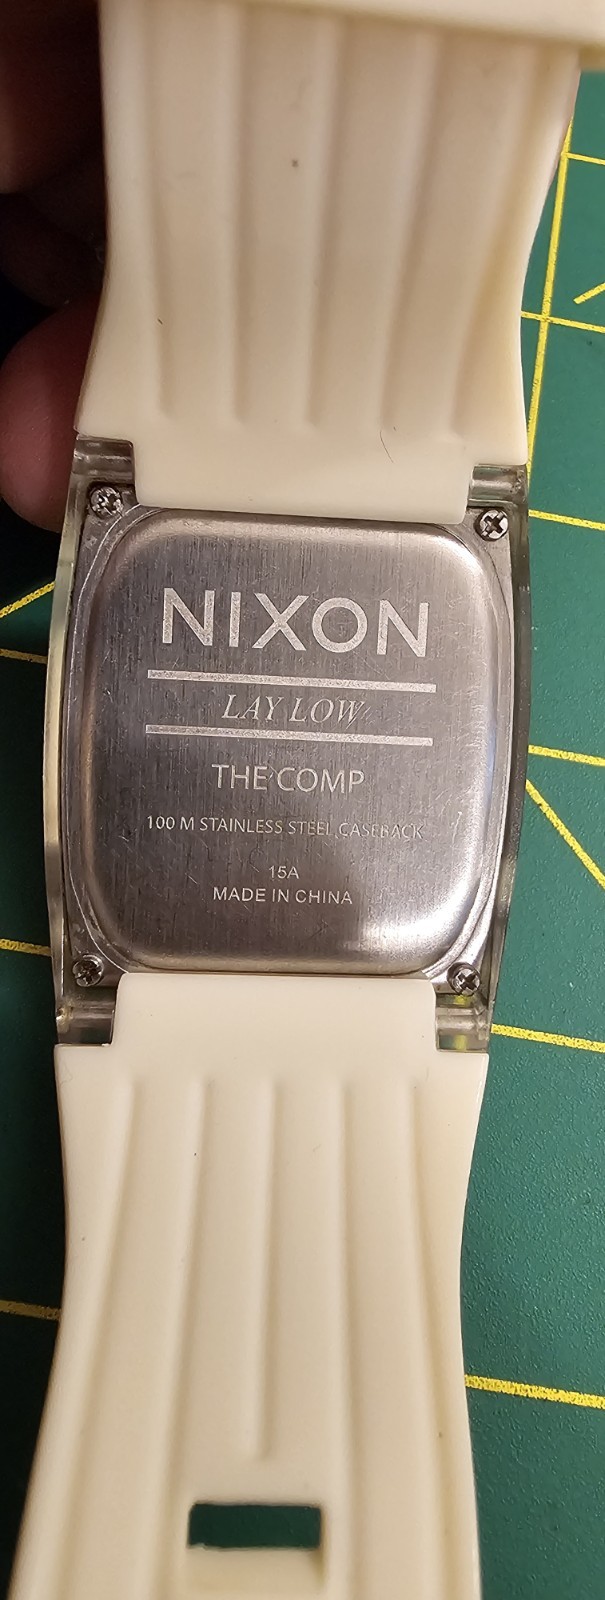 NIXON
LAY LOW
THE COMP
100 M STAINLESS STEEL CASEBACK
15A
MADE IN CHINA